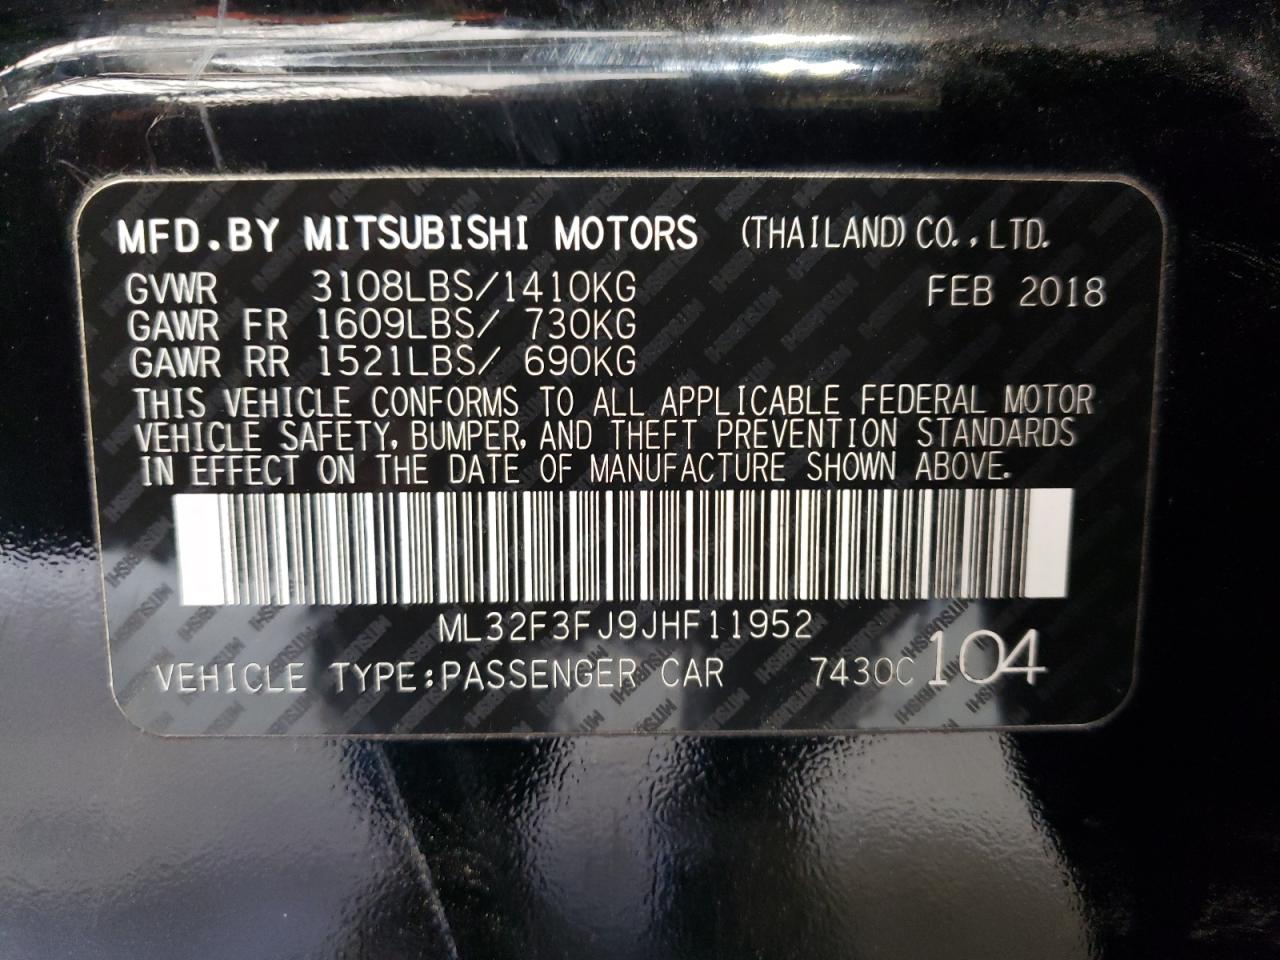 MFD.BY MITSUBISHI MOTORS (THAILAND) CO., LTD.
GVWR 3108LBS/1410KG FEB 2018
GAWR FR 1609LBS/ 730KG
GAWR RR 1521LBS/ 690KG
THIS VEHICLE CONFORMS TO ALL APPLICABLE FEDERAL MOTOR
VEHICLE SAFETY, BUMPER, AND THEFT PREVENTION STANDARDS
IN EFFECT ON THE DATE OF MANUFACTURE SHOWN ABOVE.
ML32F3FJ9JHF11952
VEHICLE TYPE:PASSENGER CAR 7430C 104